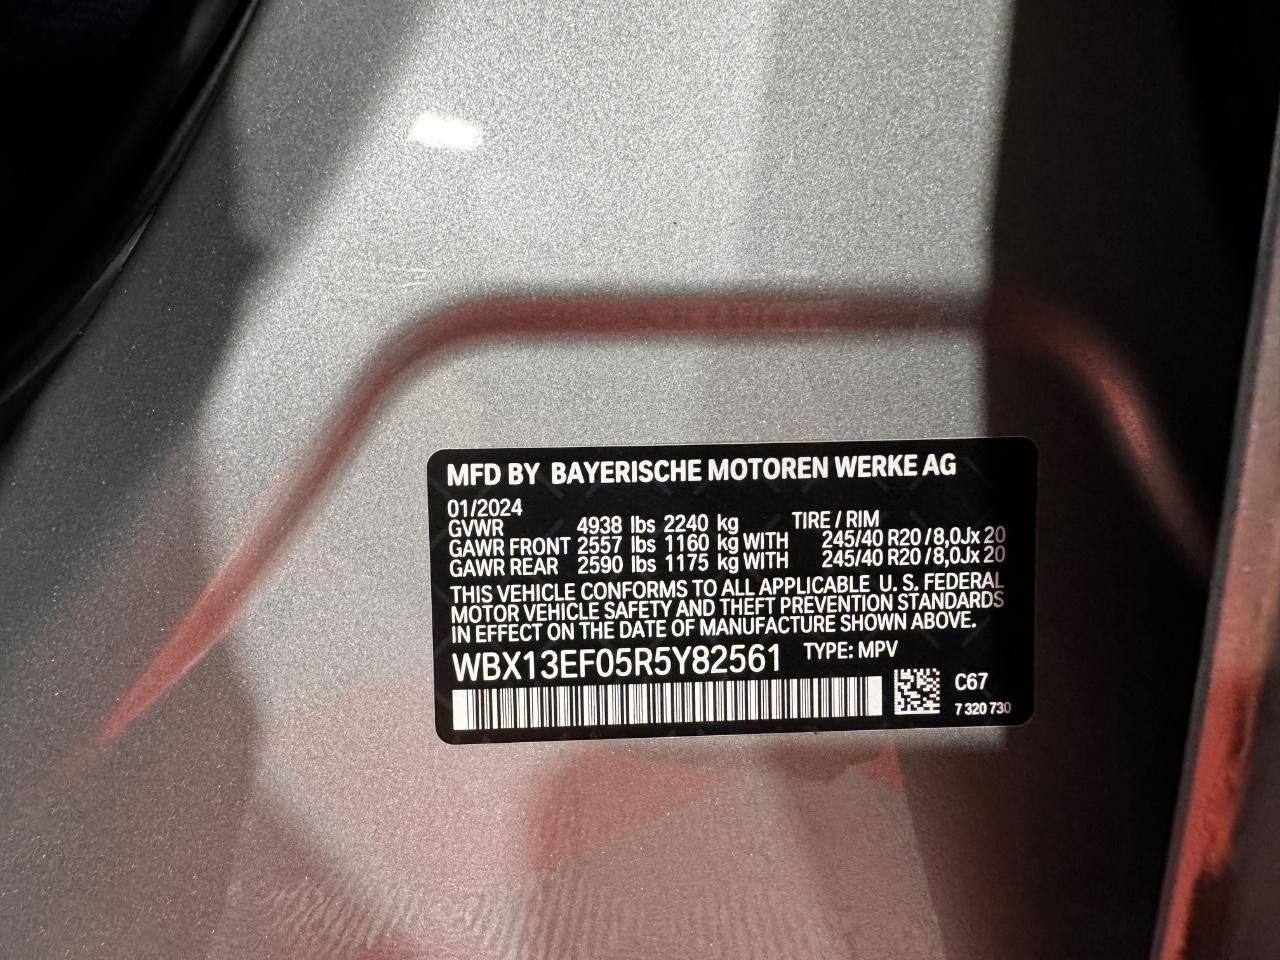 MFD BY BAYERISCHE MOTOREN WERKE AG
01/2024
GVWR 4938 lbs 2240 kg TIRE / RIM
GAWR FRONT 2557 lbs 1160 kg WITH 245/40 R20 / 8,0Jx 20
GAWR REAR 2590 lbs 1175 kg WITH 245/40 R20 / 8,0Jx 20
THIS VEHICLE CONFORMS TO ALL APPLICABLE U. S. FEDERAL
MOTOR VEHICLE SAFETY AND THEFT PREVENTION STANDARDS
IN EFFECT ON THE DATE OF MANUFACTURE SHOWN ABOVE.
WBX13EF05R5Y82561 TYPE: MPV
C67
7 320 730